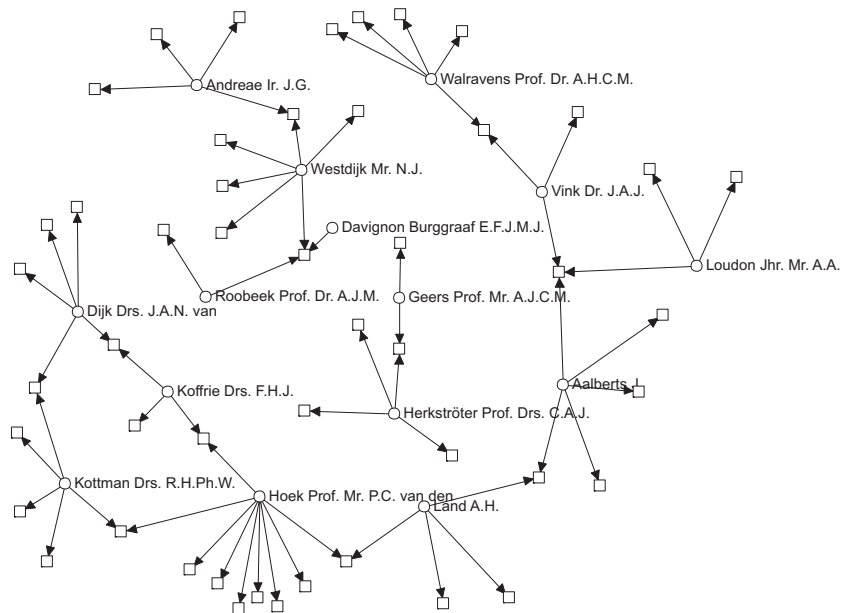 Walravens Prof. Dr. A.H.C.M.
Andreae Ir. J.G.
Westdijk Mr. N.J.
Vink Dr. J.A.J.
Davignon Burggraaf E.F.J.M.J.
Loudon Jhr. Mr. A.A.
Roobeek Prof. Dr. A.J.M.
Geers Prof. Mr. A.J.C.M.
Dijk Drs. J.A.N. van
Aalberts J.
Koffrie Drs. F.H.J.
Herkströter Prof. Drs. C.A.J.
Kottman Drs. R.H.Ph.W.
Hoek Prof. Mr. P.C. van den
Land A.H.